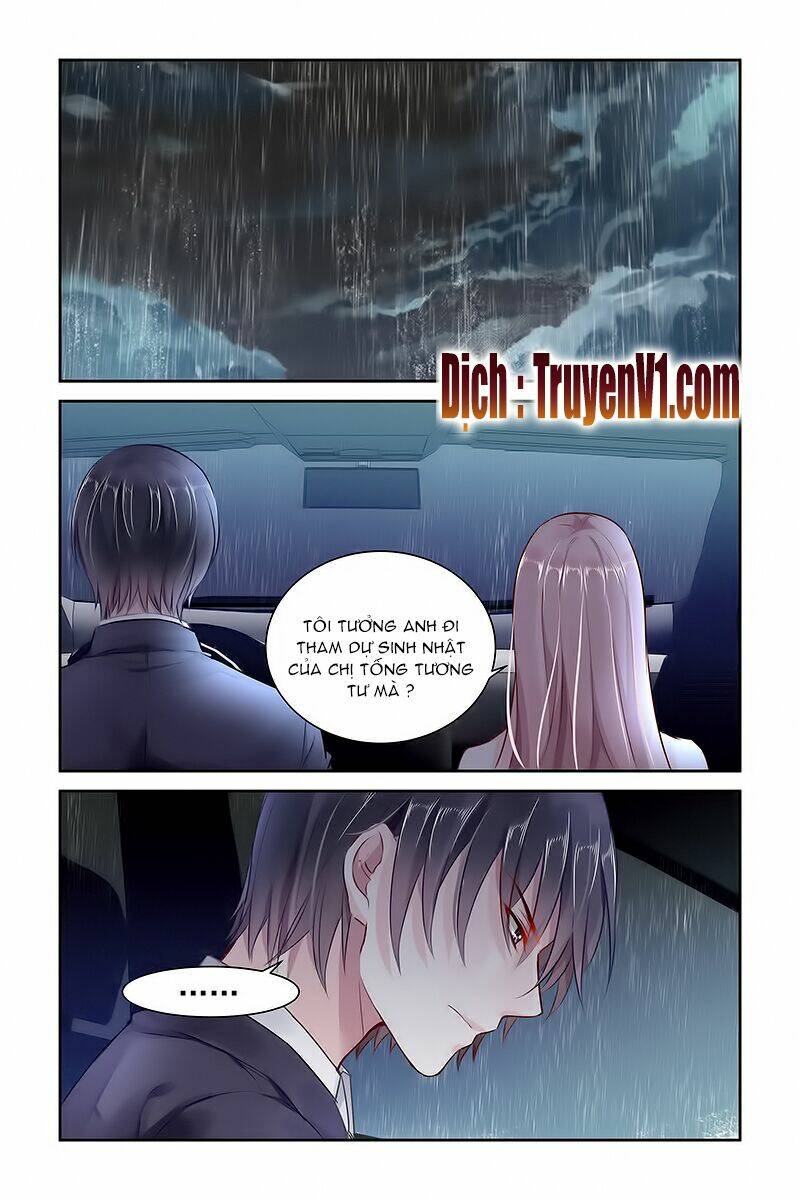 Dịch : TruyenV1.com
TÔI TƯỞNG ANH ĐI
THAM DỰ SINH NHẬT
CỦA CHỊ TỐNG TƯƠNG
TƯ MÀ ?
......